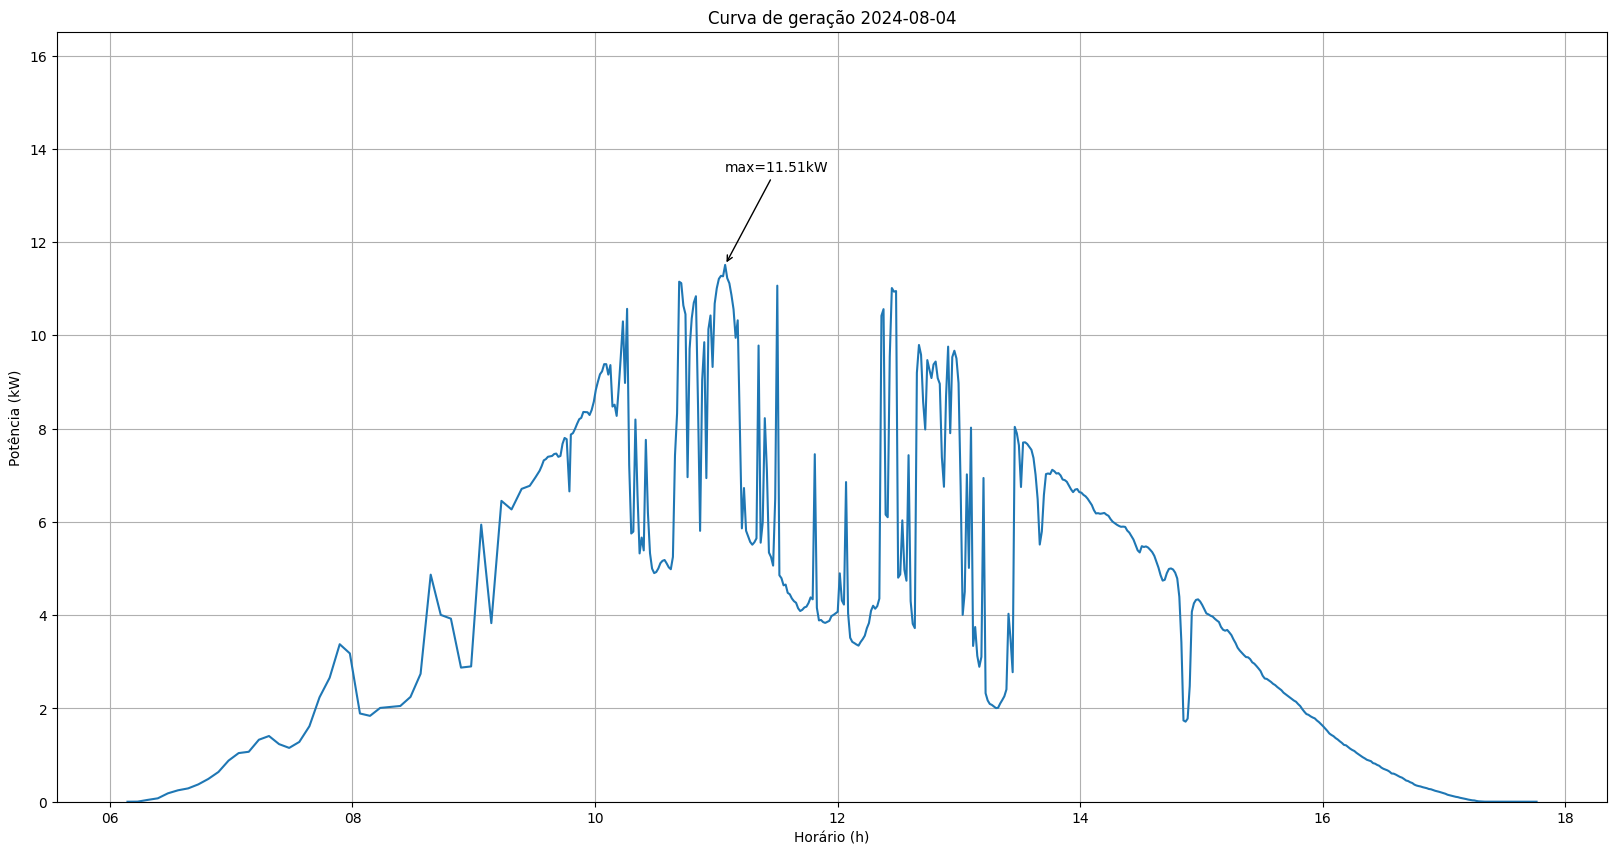 Curva de geração 2024-08-04
16
14
max=11.51kW
12
10
8
6
4
2
0
Potência (kW)
06 08 10 12 14 16 18
Horário (h)